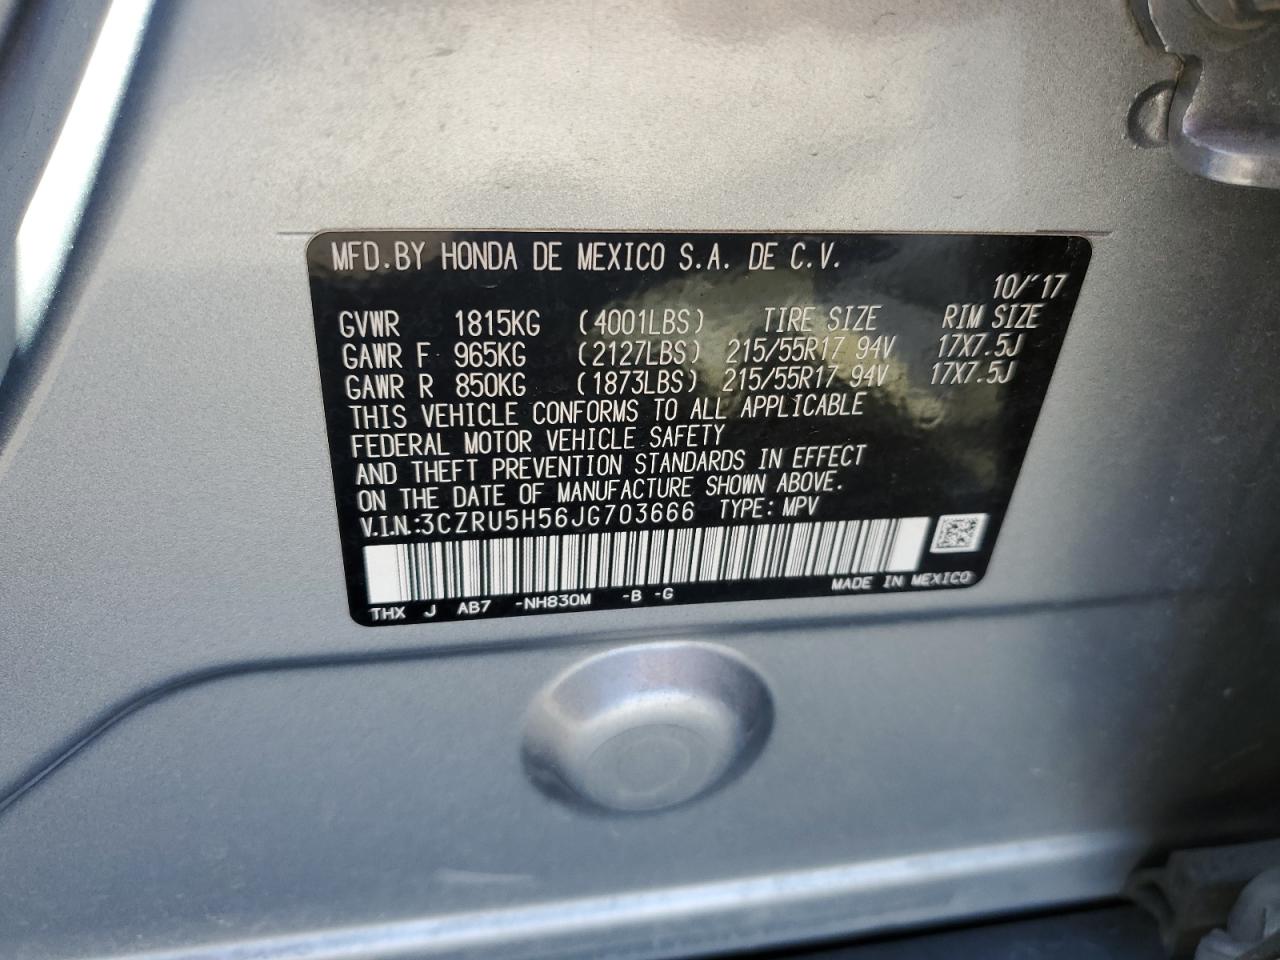 MFD.BY HONDA DE MEXICO S.A. DE C.V.
10/'17
GVWR 1815KG (4001LBS) TIRE SIZE RIM SIZE
GAWR F 965KG (2127LBS) 215/55R17 94V 17X7.5J
GAWR R 850KG (1873LBS) 215/55R17 94V 17X7.5J
THIS VEHICLE CONFORMS TO ALL APPLICABLE
FEDERAL MOTOR VEHICLE SAFETY
AND THEFT PREVENTION STANDARDS IN EFFECT
ON THE DATE OF MANUFACTURE SHOWN ABOVE.
V.I.N.:3CZRU5H56JG703666 TYPE: MPV
MADE IN MEXICO
THX J AB7 -NH830M -B -G